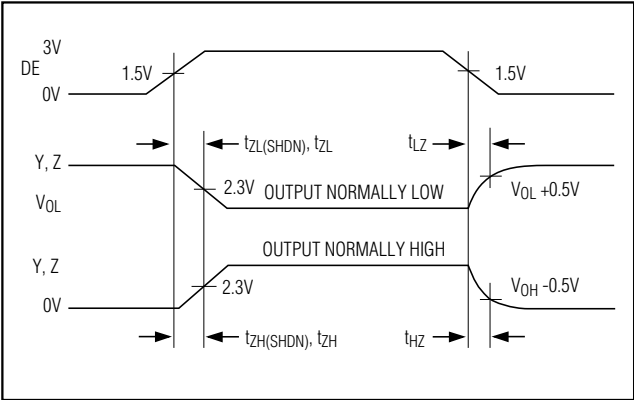 3V
DE
1.5V
1.5V
0V
tZL(SHDN), tZL
tLZ
Y, Z
2.3V
OUTPUT NORMALLY LOW
VOL +0.5V
VOL
OUTPUT NORMALLY HIGH
Y, Z
2.3V
VOH -0.5V
0V
tZH(SHDN), tZH
tHZ